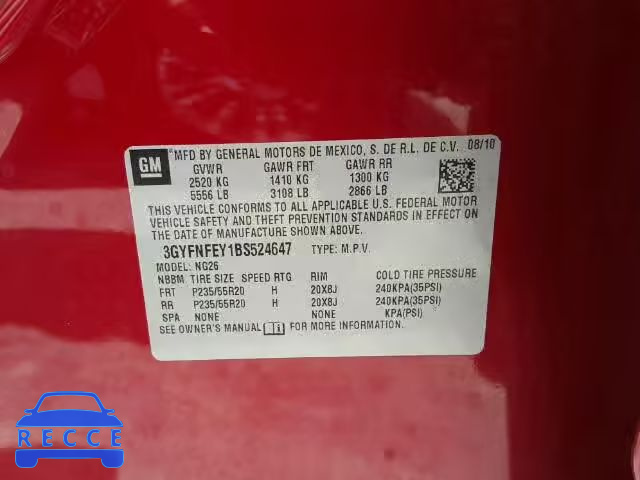 GM
*MFD BY GENERAL MOTORS DE MEXICO, S. DE R.L. DE C.V. 08/10
GVWR GAWR FRT GAWR RR
2520 KG 1410 KG 1300 KG
5556 LB 3108 LB 2866 LB
THIS VEHICLE CONFORMS TO ALL APPLICABLE U.S. FEDERAL MOTOR
VEHICLE SAFETY AND THEFT PREVENTION STANDARDS IN EFFECT ON
THE DATE OF MANUFACTURE SHOWN ABOVE.
3GYFNFEY1BS524647 TYPE: M.P.V.
MODEL: NG26
NBBM TIRE SIZE SPEED RTG RIM COLD TIRE PRESSURE
FRT P235/55R20 H 20X8J 240KPA(35PSI)
RR P235/55R20 H 20X8J 240KPA(35PSI)
SPA NONE NONE KPA(PSI)
SEE OWNER'S MANUAL FOR MORE INFORMATION.
RECCE